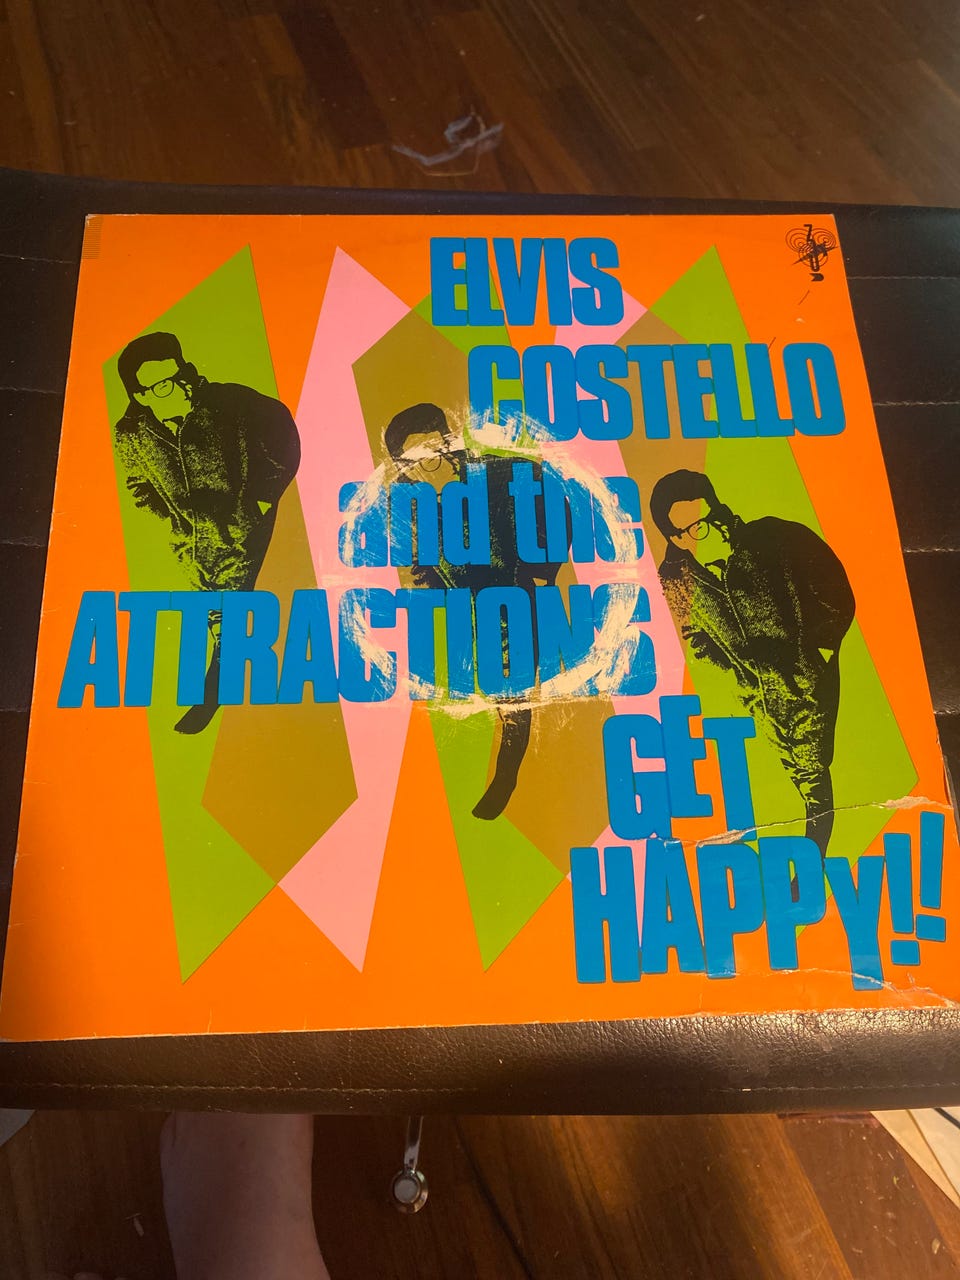 ELVIS
COSTELLO
and the
ATTRACTIONS
GET
HAPPY!!